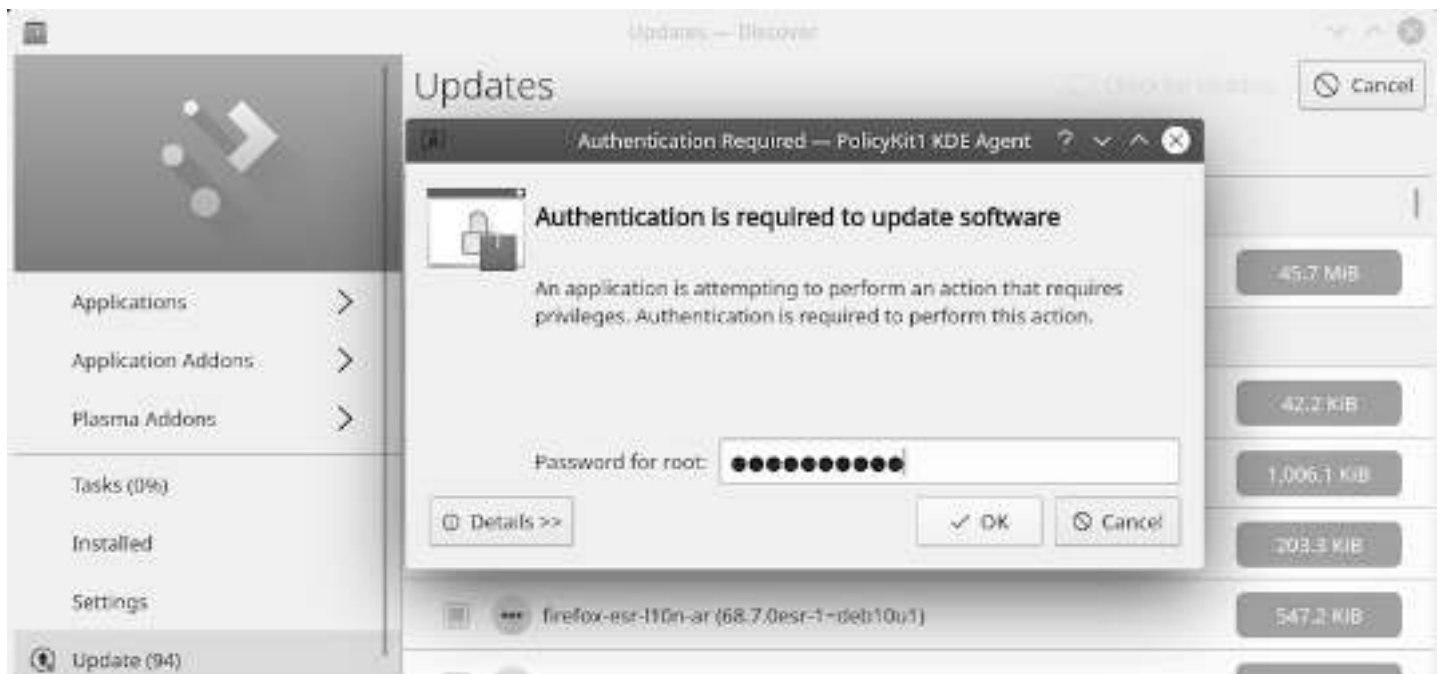 Updates — Discover
Updates
Cancel
Authentication Required — PolicyKit1 KDE Agent
Authentication is required to update software
An application is attempting to perform an action that requires
privileges. Authentication is required to perform this action.
Password for root:
Details >>
OK
Cancel
Applications
Application Addons
Plasma Addons
Tasks (0%)
Installed
Settings
Update (94)
45.7 MiB
42.2 KiB
1,006.1 KiB
203.3 KiB
firefox-esr-l10n-ar (68.7.0esr-1~deb10u1)
547.2 KiB